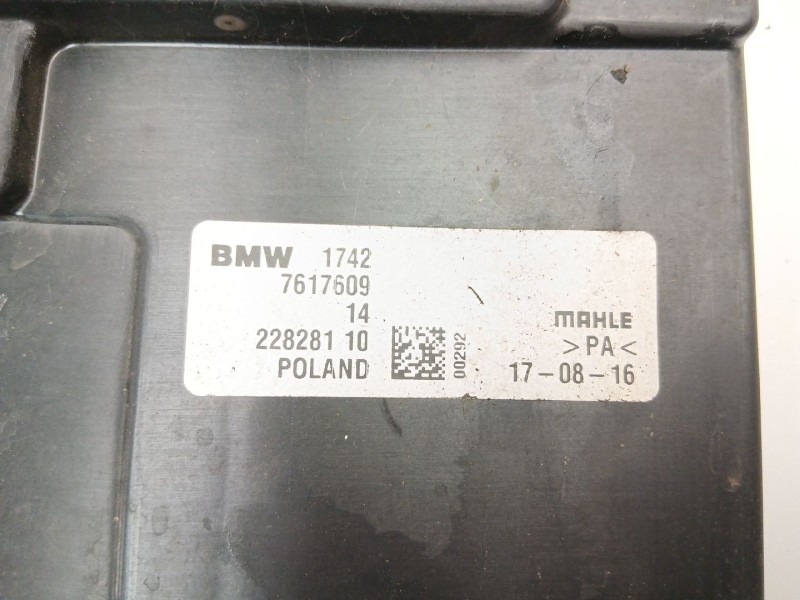 BMW 1742
7617609
14
228281 10
POLAND
00292
MAHLE
>PA<
17-08-16